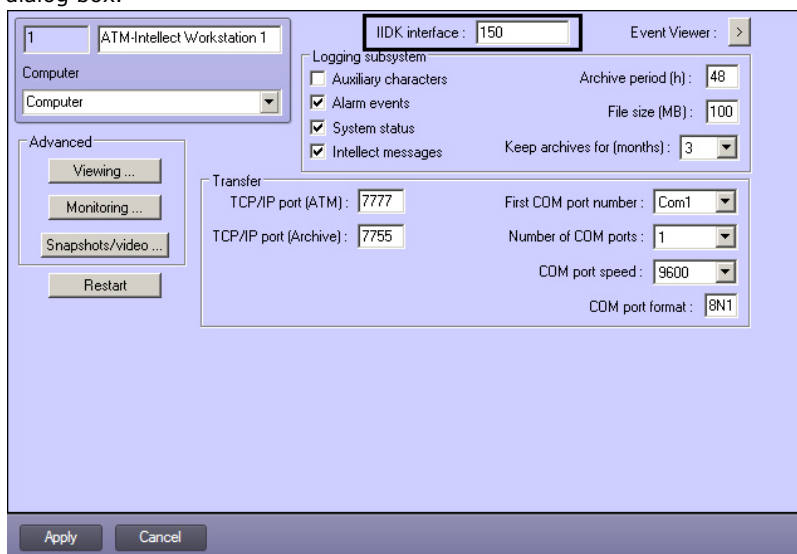 dialog box.
1 ATM-Intellect Workstation 1
IIDK interface : 150
Event Viewer : >
Computer
Computer
Logging subsystem
Auxiliary characters
Alarm events
System status
Intellect messages
Archive period (h) : 48
File size (MB) : 100
Keep archives for (months) : 3
Advanced
Viewing ...
Monitoring ...
Snapshots/video ...
Restart
Transfer
TCP/IP port (ATM) : 7777
TCP/IP port (Archive) : 7755
First COM port number : Com1
Number of COM ports : 1
COM port speed : 9600
COM port format : 8N1
Apply Cancel